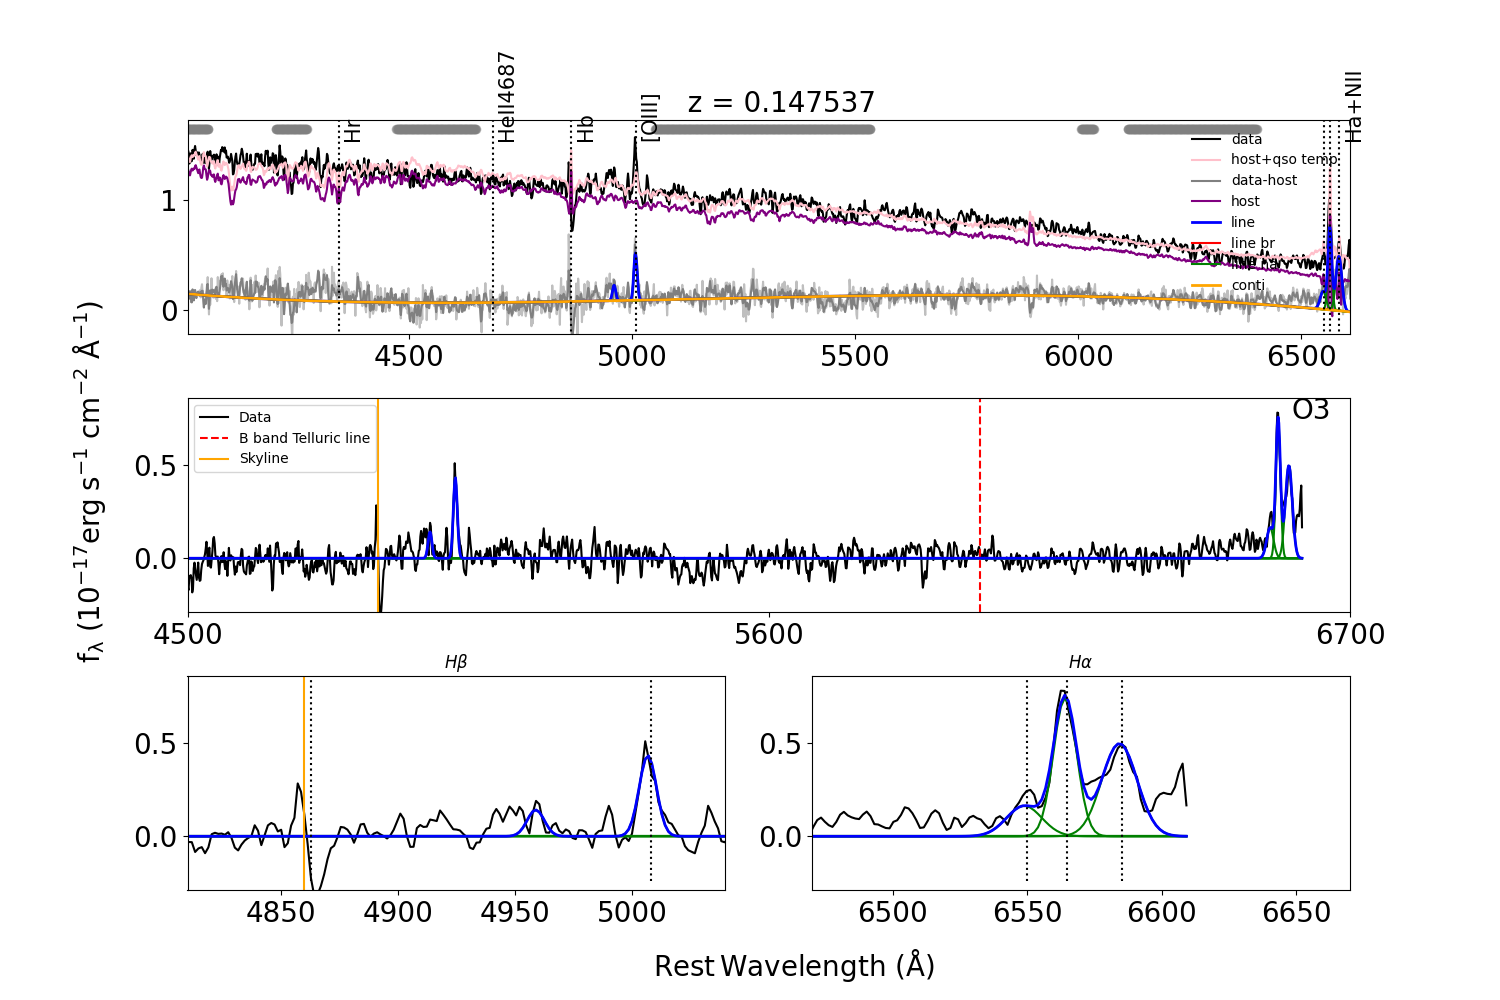 z = 0.147537
Hr
HeII4687
Hb
[OIII]
Ha+NII
data
host+qso temp
data-host
host
line
line br
conti
1
0
4500
5000
5500
6000
6500
Data
B band Telluric line
Skyline
O3
0.5
0.0
4500
5600
6700
fλ (10−17erg s−1 cm−2 Å−1)
Hβ
Hα
0.5
0.0
4850
4900
4950
5000
0.5
0.0
6500
6550
6600
6650
Rest Wavelength (Å)